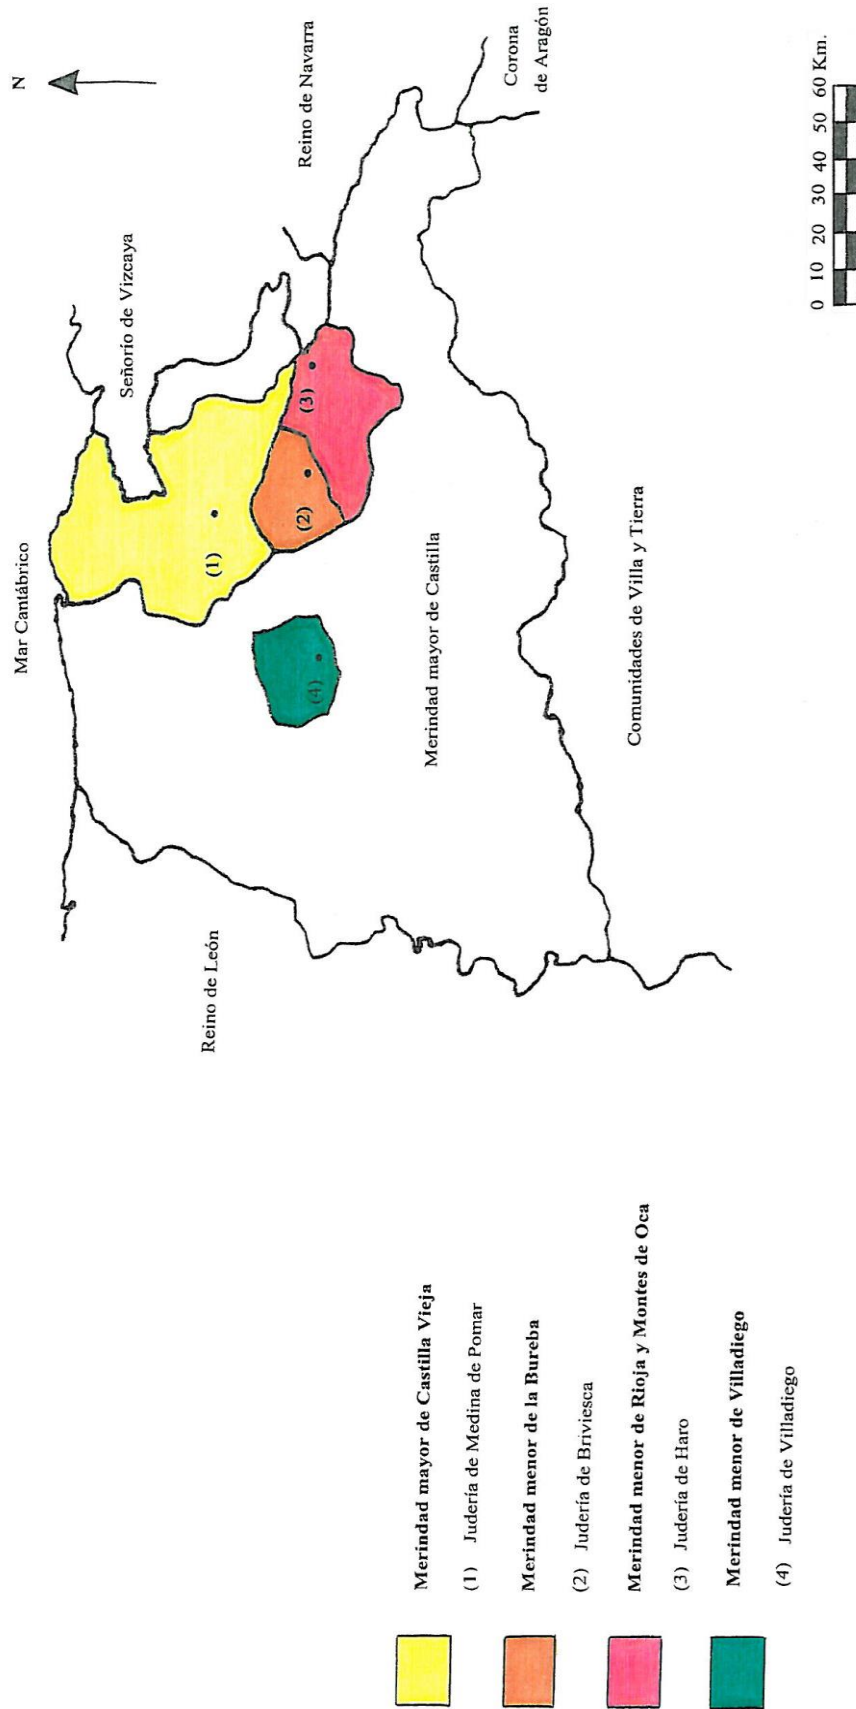 N
Mar Cantábrico
Señorío de Vizcaya
Reino de Navarra
Reino de León
Corona
de Aragón
(1)
(2)
(3)
(4)
Merindad mayor de Castilla
Comunidades de Villa y Tierra
0 10 20 30 40 50 60 Km.
Merindad mayor de Castilla Vieja
(1) Judería de Medina de Pomar
Merindad menor de la Bureba
(2) Judería de Briviesca
Merindad menor de Rioja y Montes de Oca
(3) Judería de Haro
Merindad menor de Villadiego
(4) Judería de Villadiego